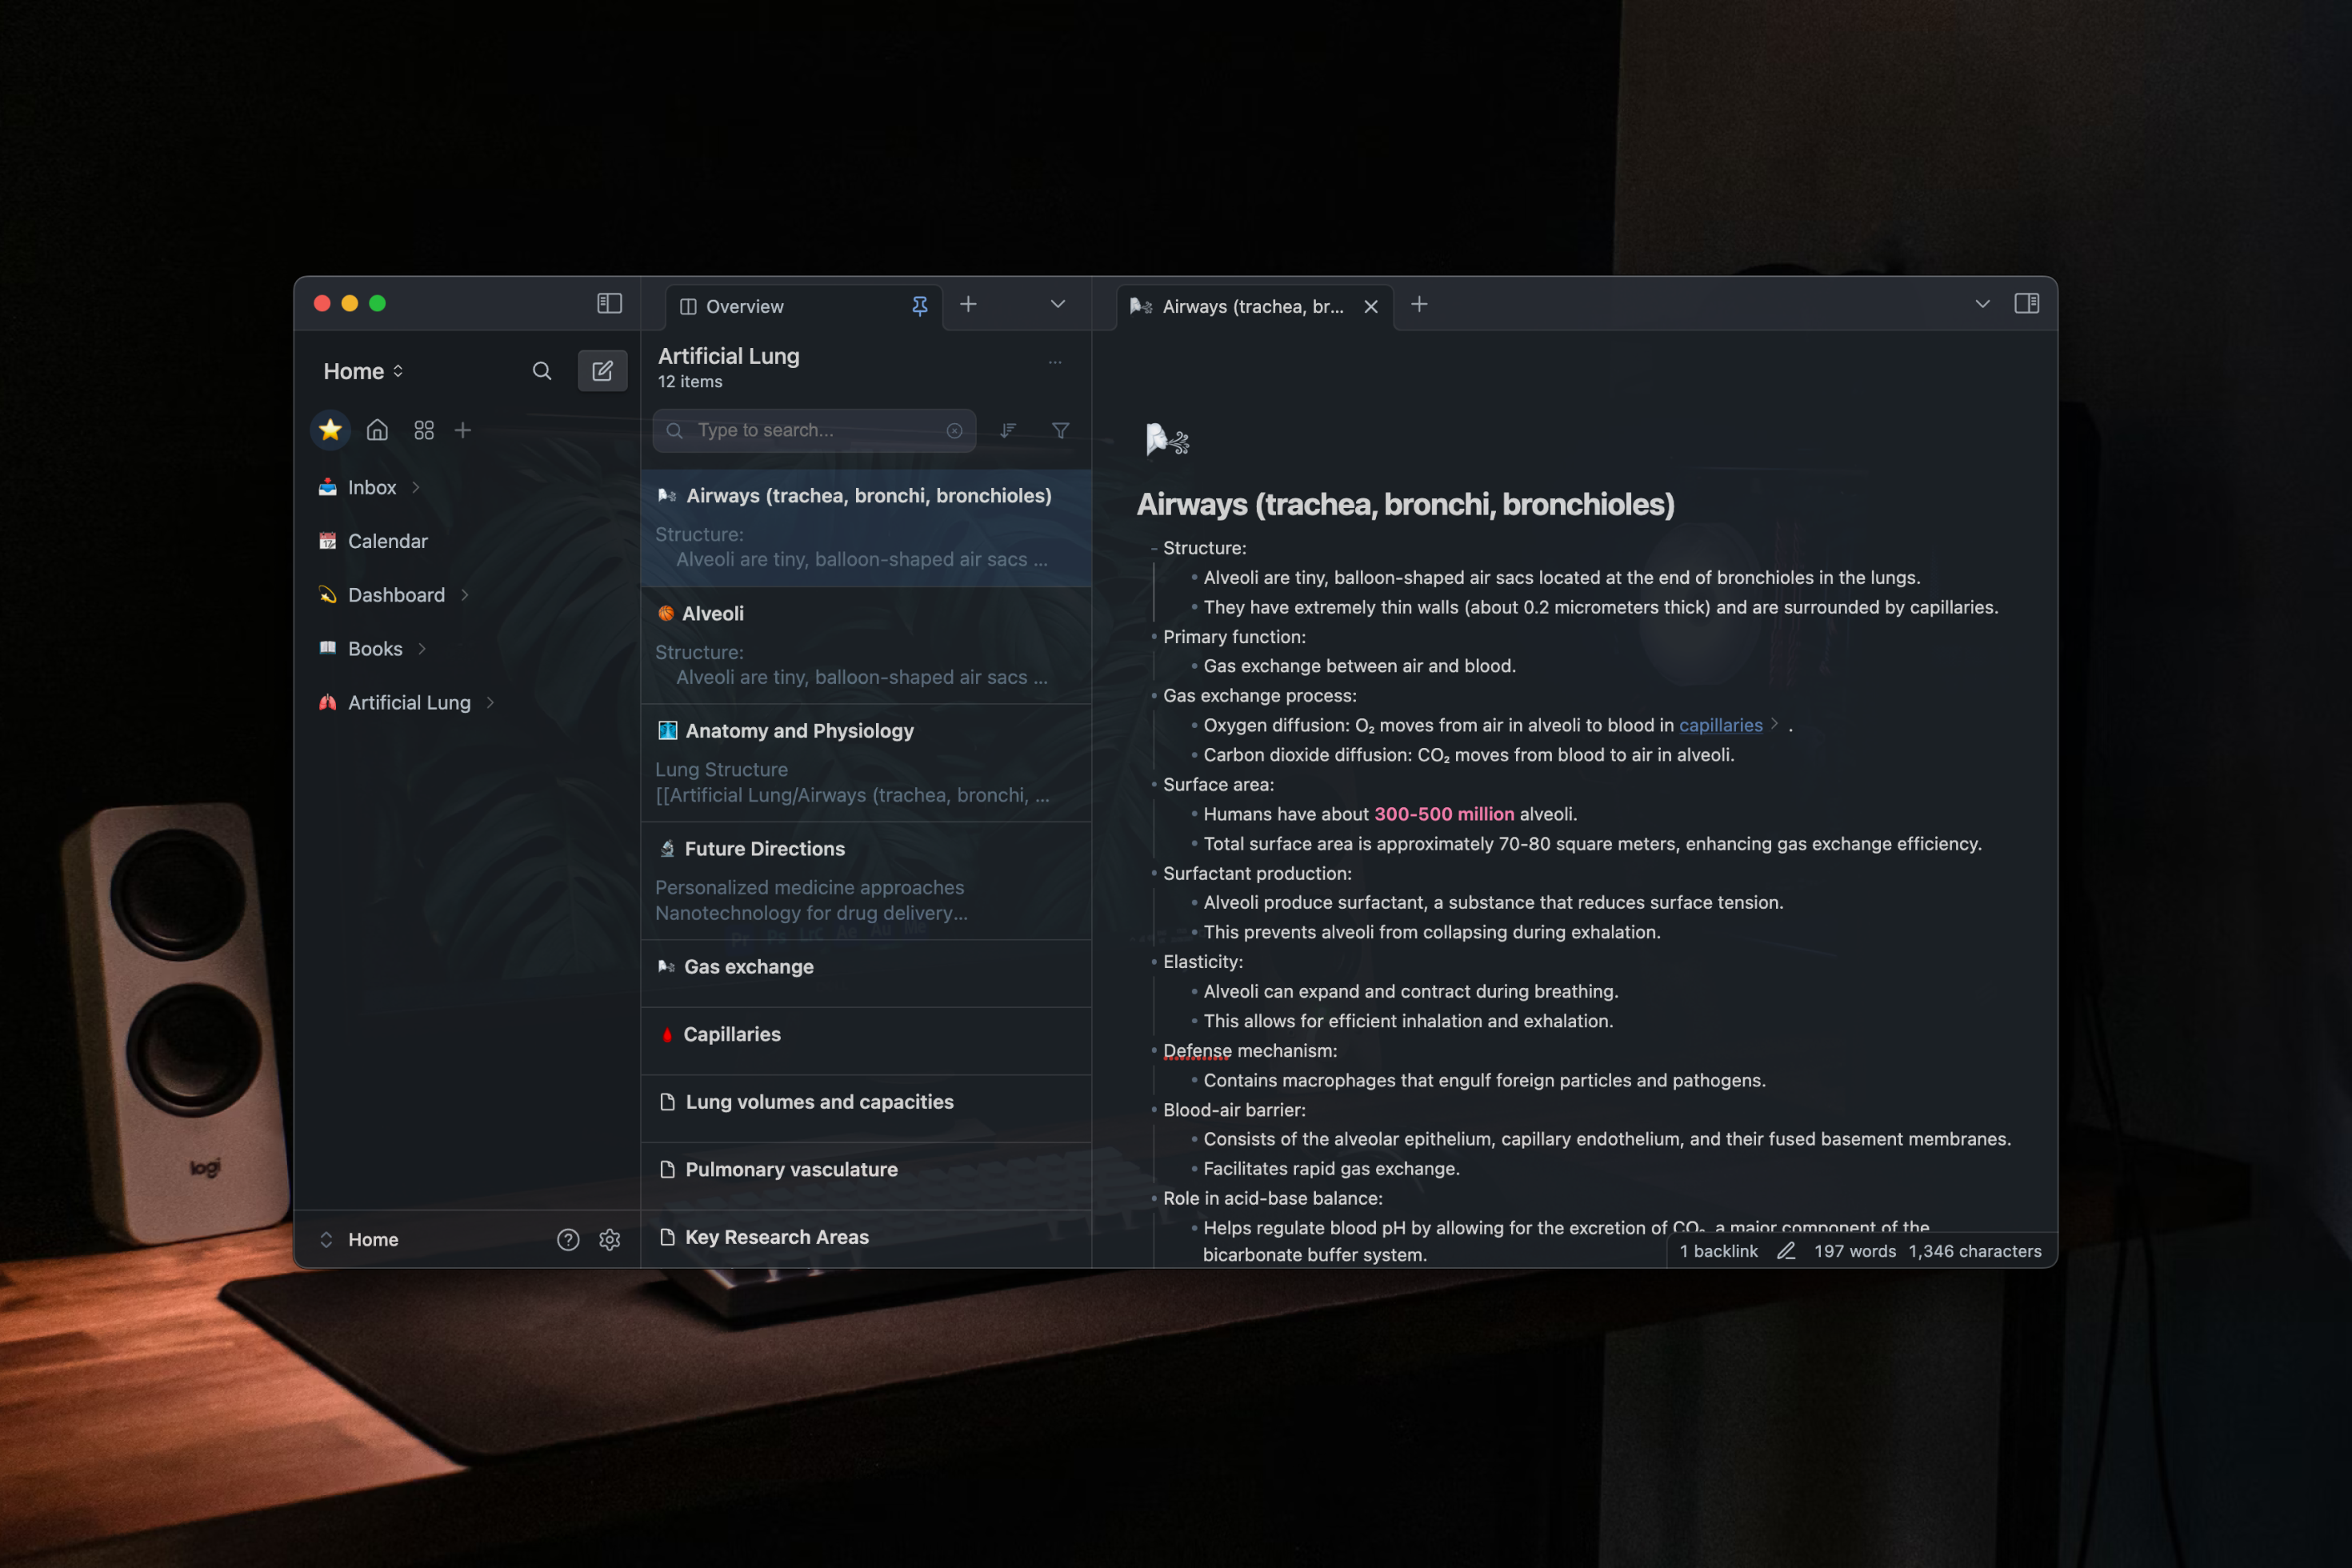 Overview
Airways (trachea, br...
Home
Artificial Lung
12 items
Type to search...
Inbox
Calendar
Dashboard
Books
Artificial Lung
Airways (trachea, bronchi, bronchioles)
Structure:
Alveoli are tiny, balloon-shaped air sacs ...
Alveoli
Structure:
Alveoli are tiny, balloon-shaped air sacs ...
Anatomy and Physiology
Lung Structure
[[Artificial Lung/Airways (trachea, bronchi, ...
Future Directions
Personalized medicine approaches
Nanotechnology for drug delivery...
Pr Ps LrC Ae Au Me
Gas exchange
Capillaries
Lung volumes and capacities
Pulmonary vasculature
Key Research Areas
Airways (trachea, bronchi, bronchioles)
- Structure:
• Alveoli are tiny, balloon-shaped air sacs located at the end of bronchioles in the lungs.
• They have extremely thin walls (about 0.2 micrometers thick) and are surrounded by capillaries.
• Primary function:
• Gas exchange between air and blood.
• Gas exchange process:
• Oxygen diffusion: O₂ moves from air in alveoli to blood in capillaries > .
• Carbon dioxide diffusion: CO₂ moves from blood to air in alveoli.
• Surface area:
• Humans have about 300-500 million alveoli.
• Total surface area is approximately 70-80 square meters, enhancing gas exchange efficiency.
• Surfactant production:
• Alveoli produce surfactant, a substance that reduces surface tension.
• This prevents alveoli from collapsing during exhalation.
• Elasticity:
• Alveoli can expand and contract during breathing.
• This allows for efficient inhalation and exhalation.
• Defense mechanism:
• Contains macrophages that engulf foreign particles and pathogens.
• Blood-air barrier:
• Consists of the alveolar epithelium, capillary endothelium, and their fused basement membranes.
• Facilitates rapid gas exchange.
• Role in acid-base balance:
• Helps regulate blood pH by allowing for the excretion of CO₂, a major component of the
bicarbonate buffer system.
Home
1 backlink 197 words 1,346 characters
logi